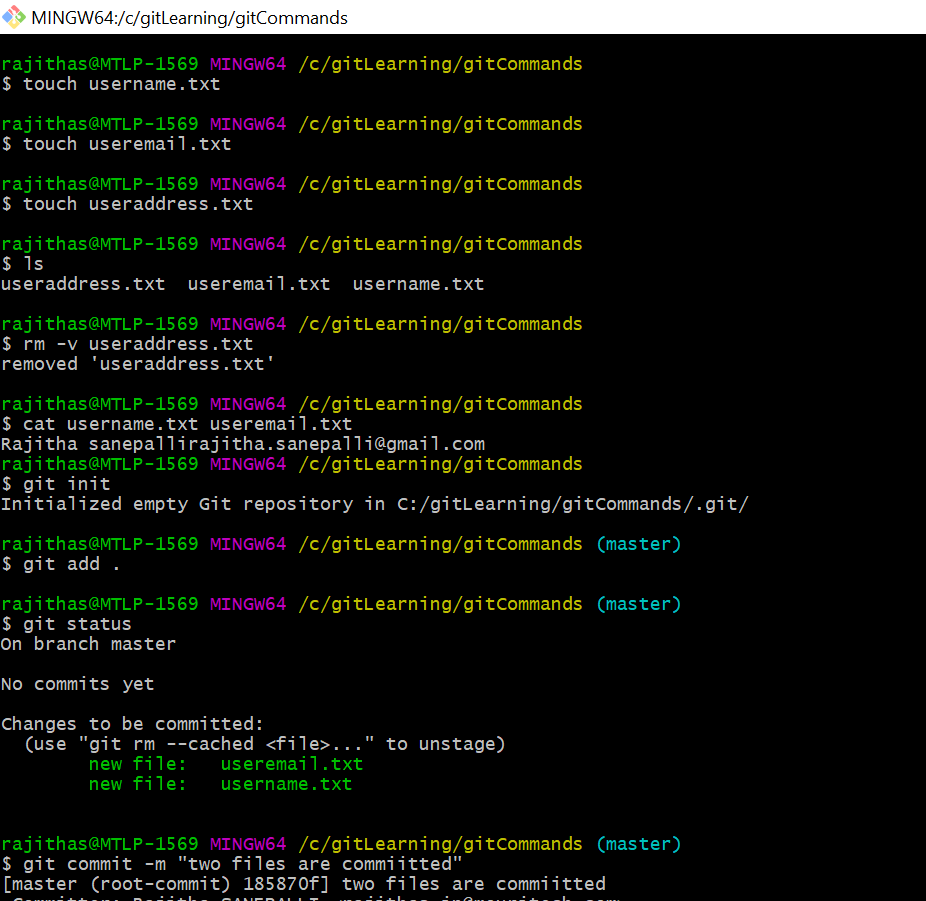 MINGW64:/c/gitLearning/gitCommands
rajithas@MTLP-1569 MINGW64 /c/gitLearning/gitCommands
$ touch username.txt
rajithas@MTLP-1569 MINGW64 /c/gitLearning/gitCommands
$ touch useremail.txt
rajithas@MTLP-1569 MINGW64 /c/gitLearning/gitCommands
$ touch useraddress.txt
rajithas@MTLP-1569 MINGW64 /c/gitLearning/gitCommands
$ ls
useraddress.txt  useremail.txt  username.txt
rajithas@MTLP-1569 MINGW64 /c/gitLearning/gitCommands
$ rm -v useraddress.txt
removed 'useraddress.txt'
rajithas@MTLP-1569 MINGW64 /c/gitLearning/gitCommands
$ cat username.txt useremail.txt
Rajitha sanepallirajitha.sanepalli@gmail.com
rajithas@MTLP-1569 MINGW64 /c/gitLearning/gitCommands
$ git init
Initialized empty Git repository in C:/gitLearning/gitCommands/.git/
rajithas@MTLP-1569 MINGW64 /c/gitLearning/gitCommands (master)
$ git add .
rajithas@MTLP-1569 MINGW64 /c/gitLearning/gitCommands (master)
$ git status
On branch master
No commits yet
Changes to be committed:
  (use "git rm --cached <file>..." to unstage)
        new file:   useremail.txt
        new file:   username.txt
rajithas@MTLP-1569 MINGW64 /c/gitLearning/gitCommands (master)
$ git commit -m "two files are commiitted"
[master (root-commit) 185870f] two files are commiitted
Committer: Rajitha SANEPALLI